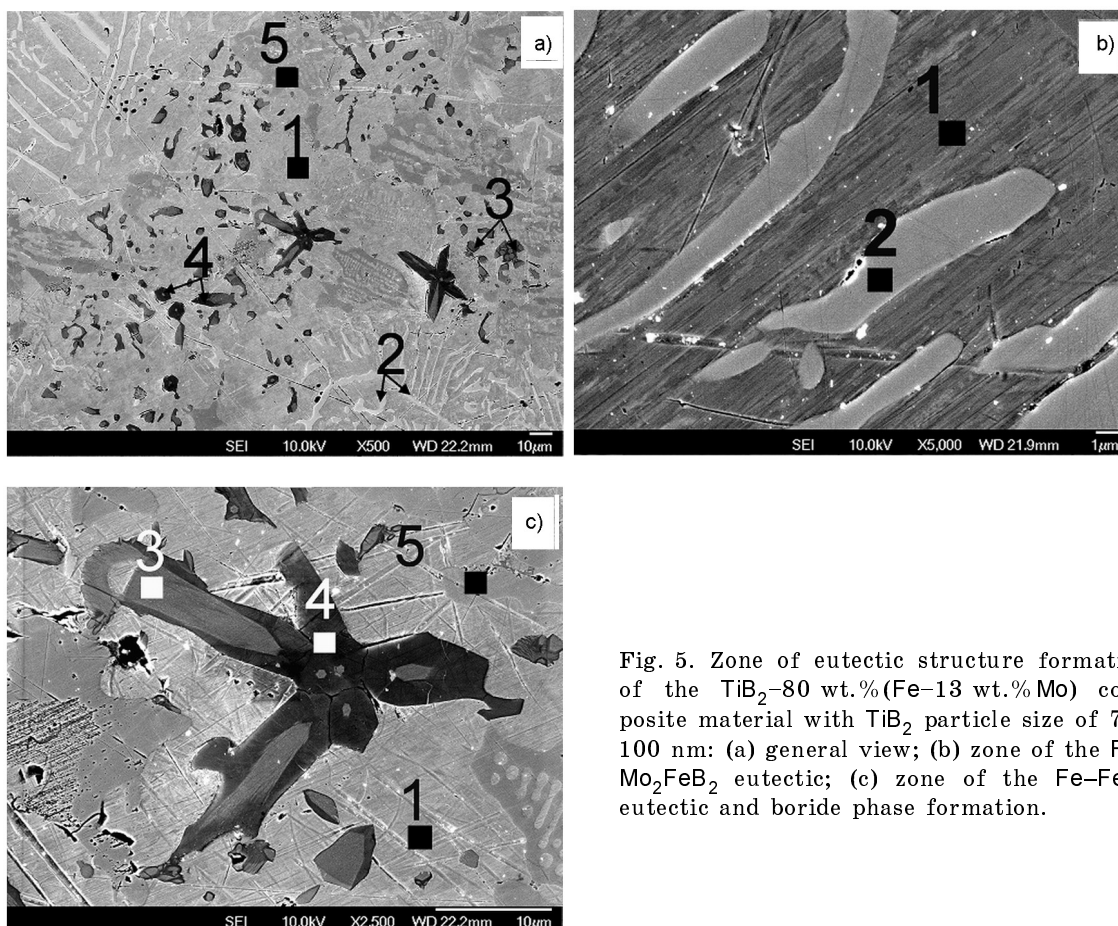 a)
5
1
3
4
2
SEI 10.0kV X500 WD 22.2mm 10μm
b)
1
2
SEI 10.0kV X5,000 WD 21.9mm 1μm
c)
3
5
4
1
SEI 10.0kV X2,500 WD 22.2mm 10μm
Fig. 5. Zone of eutectic structure formati
of the TiB₂–80 wt.%(Fe–13 wt.% Mo) co
posite material with TiB₂ particle size of 7
100 nm: (a) general view; (b) zone of the F
Mo₂FeB₂ eutectic; (c) zone of the Fe–Fe
eutectic and boride phase formation.